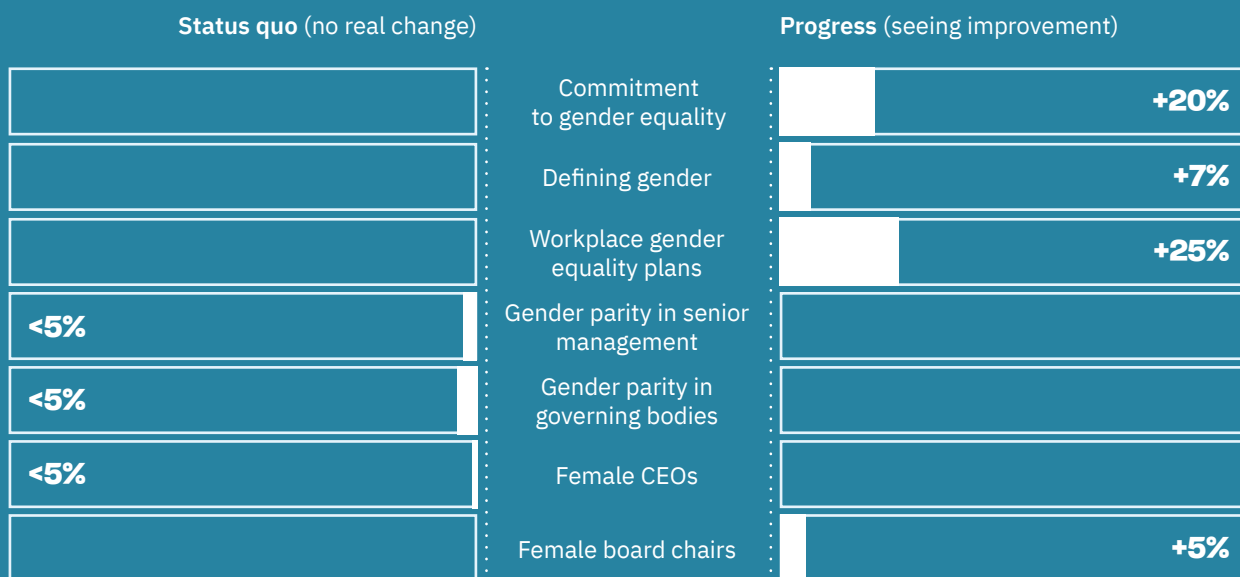 Status quo (no real change)
Progress (seeing improvement)
Commitment
to gender equality
+20%
Defining gender
+7%
Workplace gender
equality plans
+25%
<5%
Gender parity in senior
management
<5%
Gender parity in
governing bodies
<5%
Female CEOs
Female board chairs
+5%